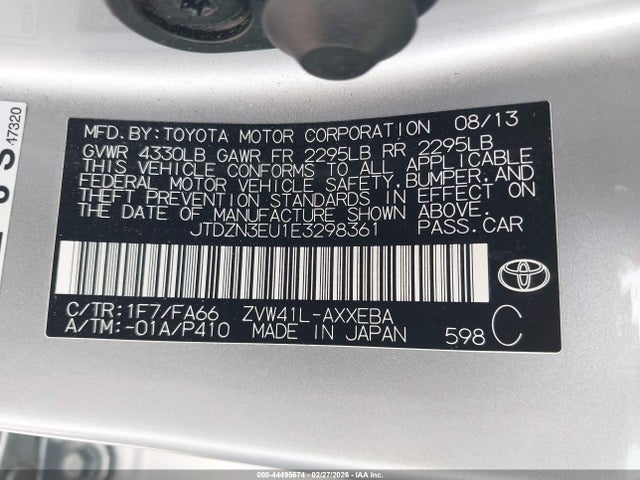 MFD.BY:TOYOTA MOTOR CORPORATION 08/13
GVWR 4330LB GAWR FR 2295LB RR 2295LB
THIS VEHICLE CONFORMS TO ALL APPLICABLE
FEDERAL MOTOR VEHICLE SAFETY,BUMPER,AND
THEFT PREVENTION STANDARDS IN EFFECT ON
THE DATE OF MANUFACTURE SHOWN ABOVE.
JTDZN3EU1E3298361 PASS.CAR
C/TR:1F7/FA66 ZVW41L-AXXEBA
A/TM:-01A/P410 MADE IN JAPAN 598 C
TOYOTA
47320
000-44495674 - 02/27/2026 - IAA, Inc.